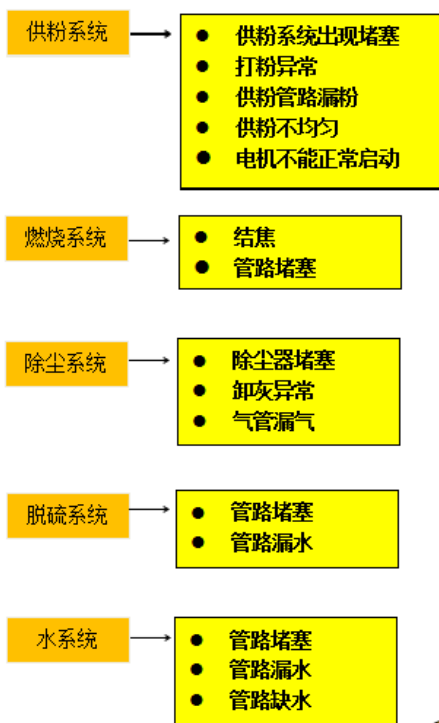 供粉系统
● 供粉系统出现堵塞
● 打粉异常
● 供粉管路漏粉
● 供粉不均匀
● 电机不能正常启动
燃烧系统
● 结焦
● 管路堵塞
除尘系统
● 除尘器堵塞
● 卸灰异常
● 气管漏气
脱硫系统
● 管路堵塞
● 管路漏水
水系统
● 管路堵塞
● 管路漏水
● 管路缺水